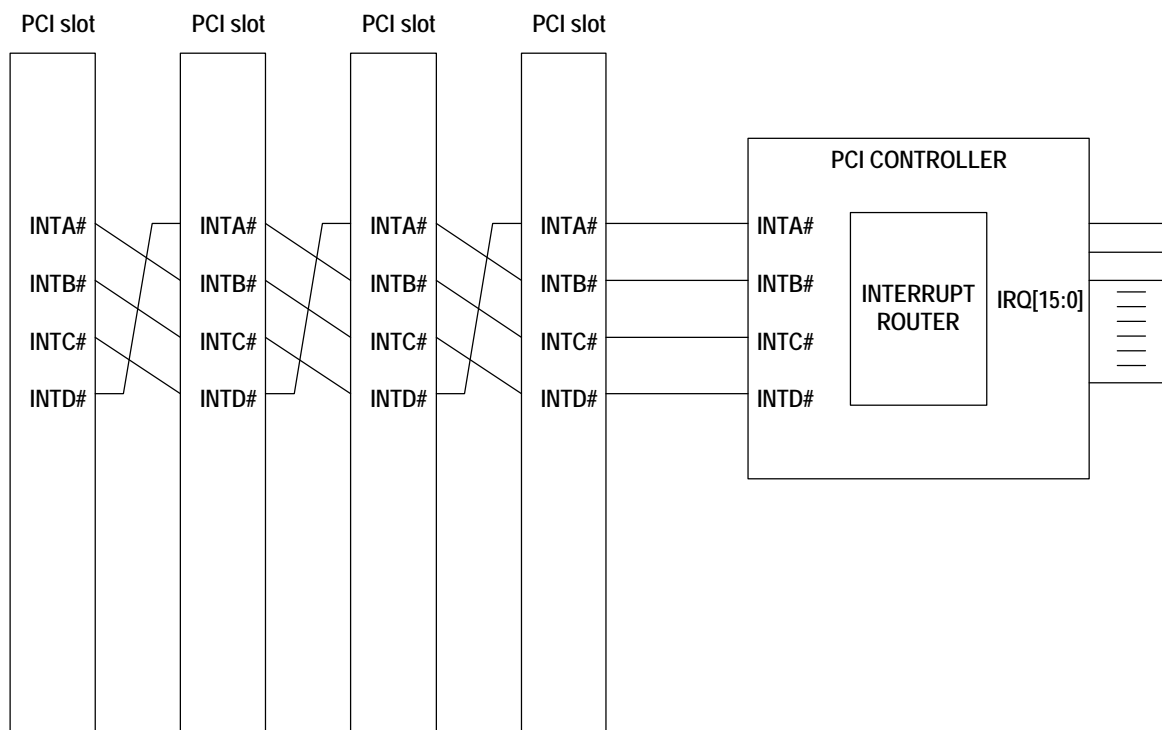 PCI slot PCI slot PCI slot PCI slot
PCI CONTROLLER
INTA# INTA# INTA# INTA# INTA#
INTB# INTB# INTB# INTB# INTB#
INTERRUPT
ROUTER
IRQ[15:0]
INTC# INTC# INTC# INTC# INTC#
INTD# INTD# INTD# INTD# INTD#